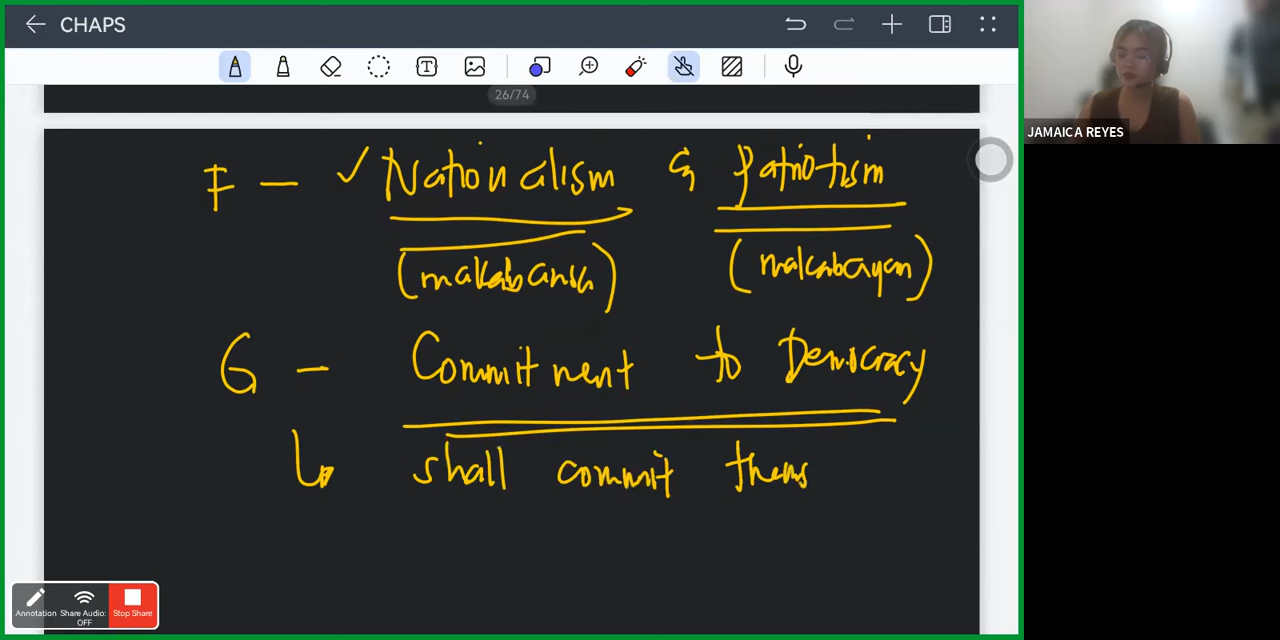 CHAPS
26/74
JAMAICA REYES
F - ✓ Nationalism & Patriotism
(makabansa) (makabayan)
G - Commitment to Democracy
↳ shall commit thems
Annotation Share Audio: OFF Stop Share